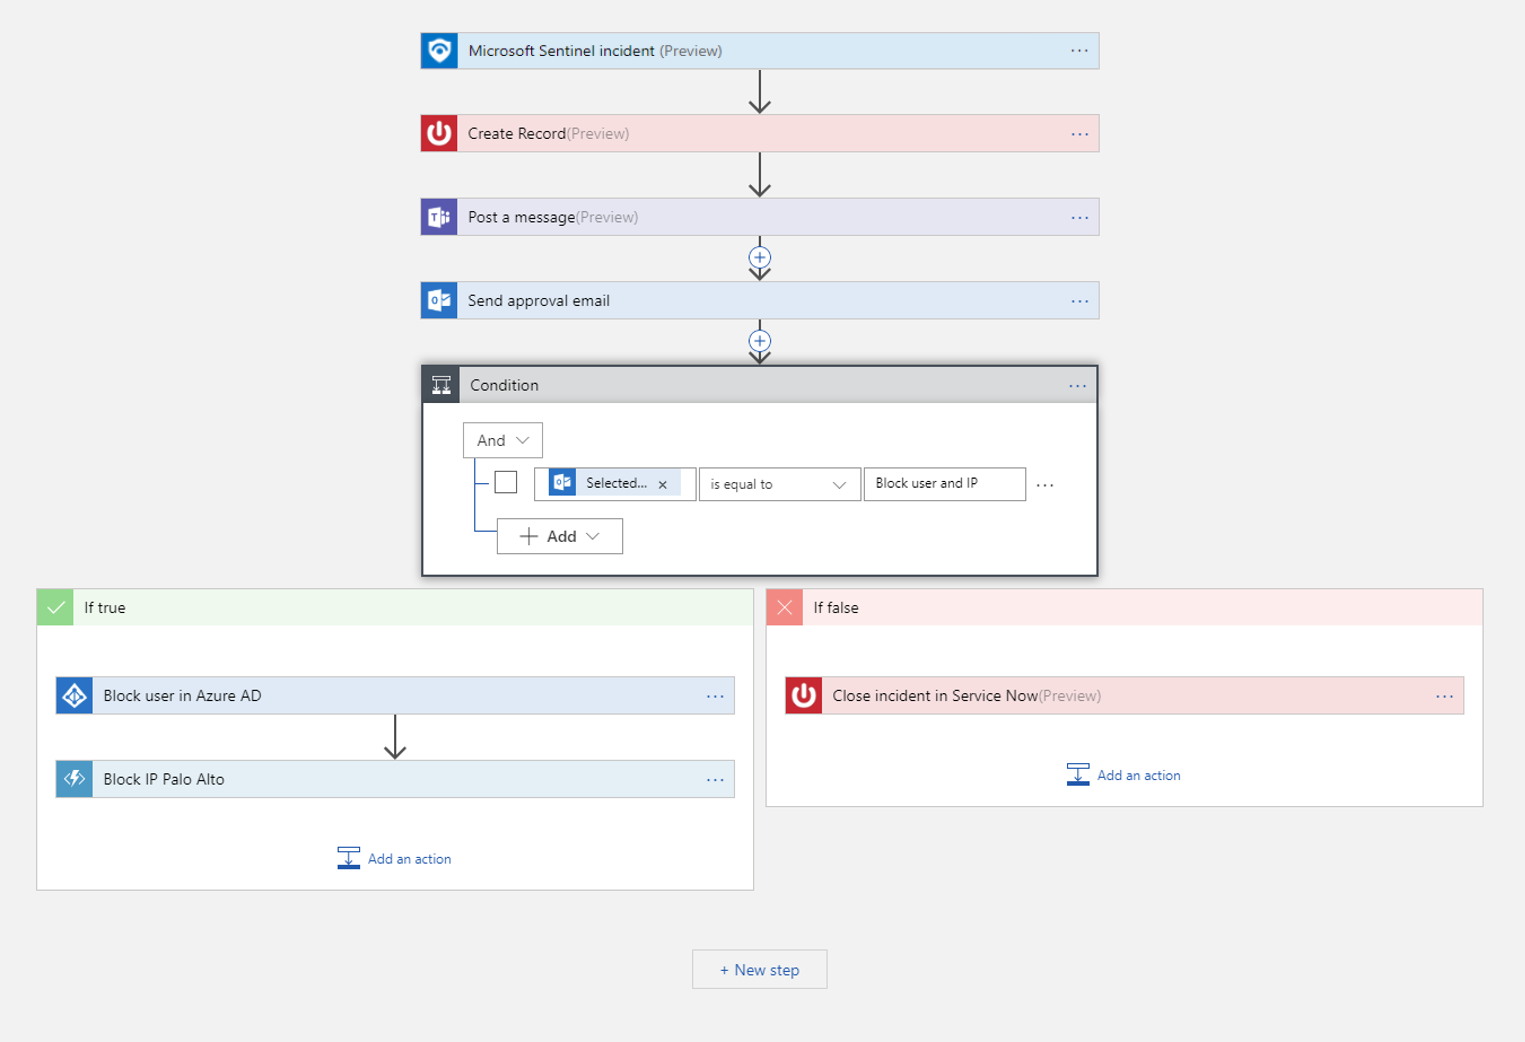 Microsoft Sentinel incident (Preview)
Create Record(Preview)
Post a message(Preview)
Send approval email
Condition
And
Selected... × is equal to Block user and IP
+ Add
If true
If false
Block user in Azure AD
Close incident in Service Now(Preview)
Block IP Palo Alto
Add an action
Add an action
+ New step